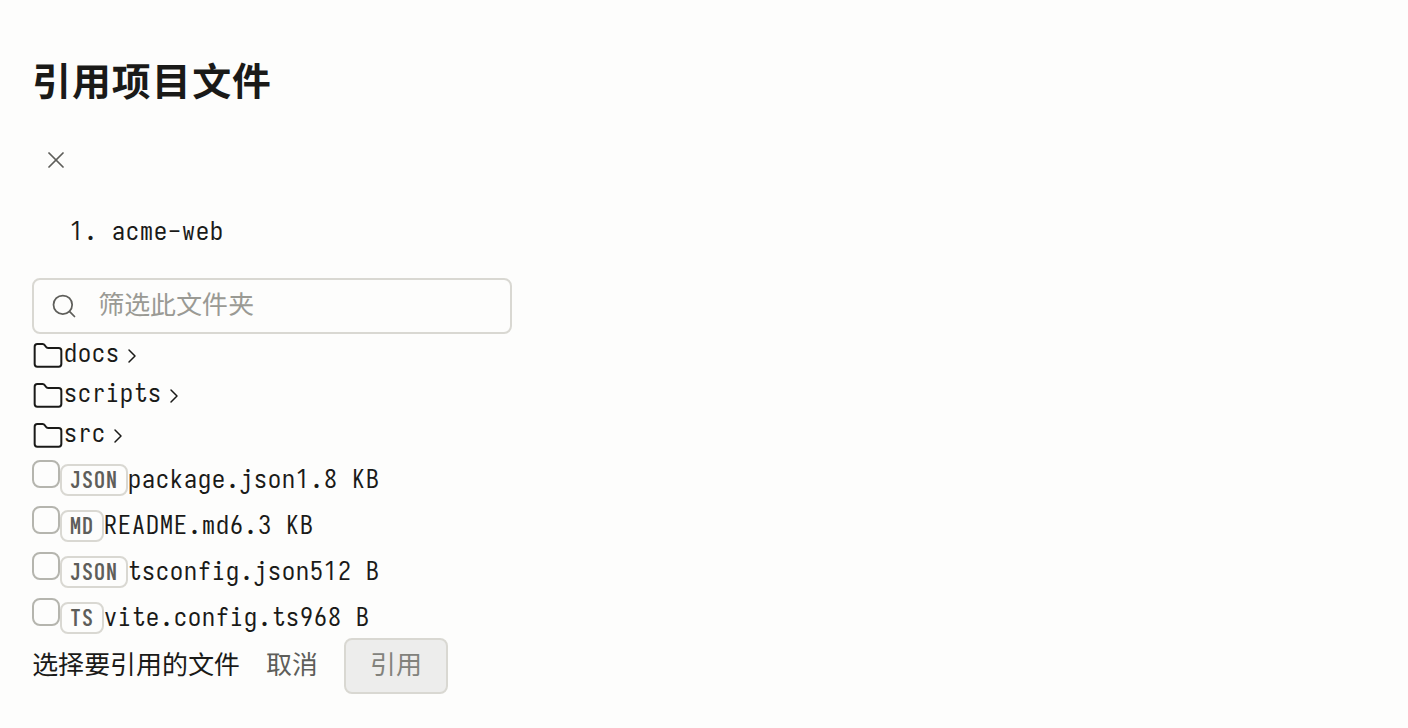 引用项目文件
1. acme-web
筛选此文件夹
docs
scripts
src
JSON package.json1.8 KB
MD README.md6.3 KB
JSON tsconfig.json512 B
TS vite.config.ts968 B
选择要引用的文件 取消 引用